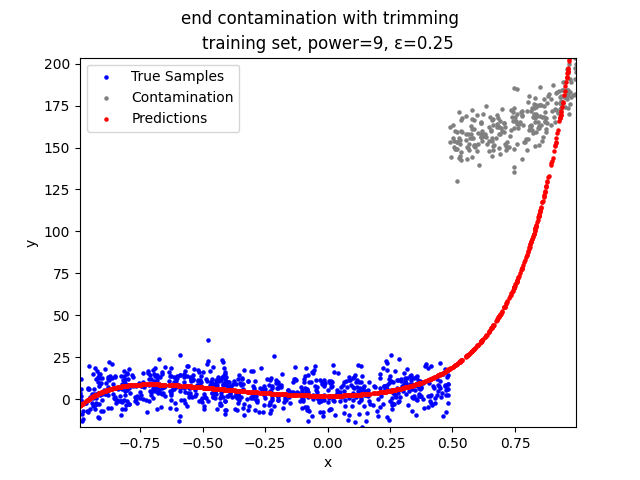 end contamination with trimming
training set, power=9, ε=0.25
200
175
150
125
100
75
50
25
0
y
True Samples
Contamination
Predictions
−0.75
−0.50
−0.25
0.00
0.25
0.50
0.75
x